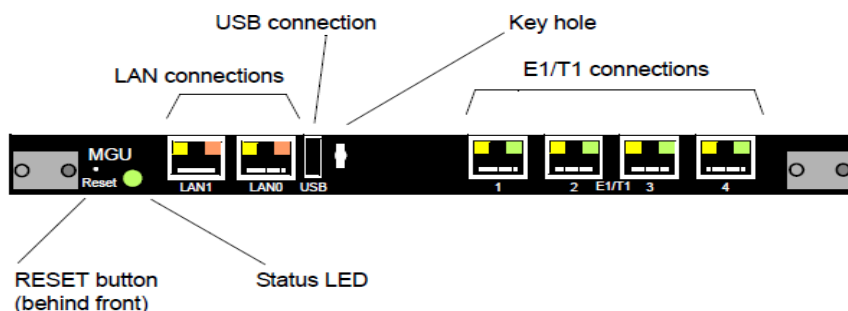 USB connection
Key hole
LAN connections
E1/T1 connections
MGU
Reset
LAN1
LAN0
USB
1
2
E1/T1
3
4
RESET button
(behind front)
Status LED